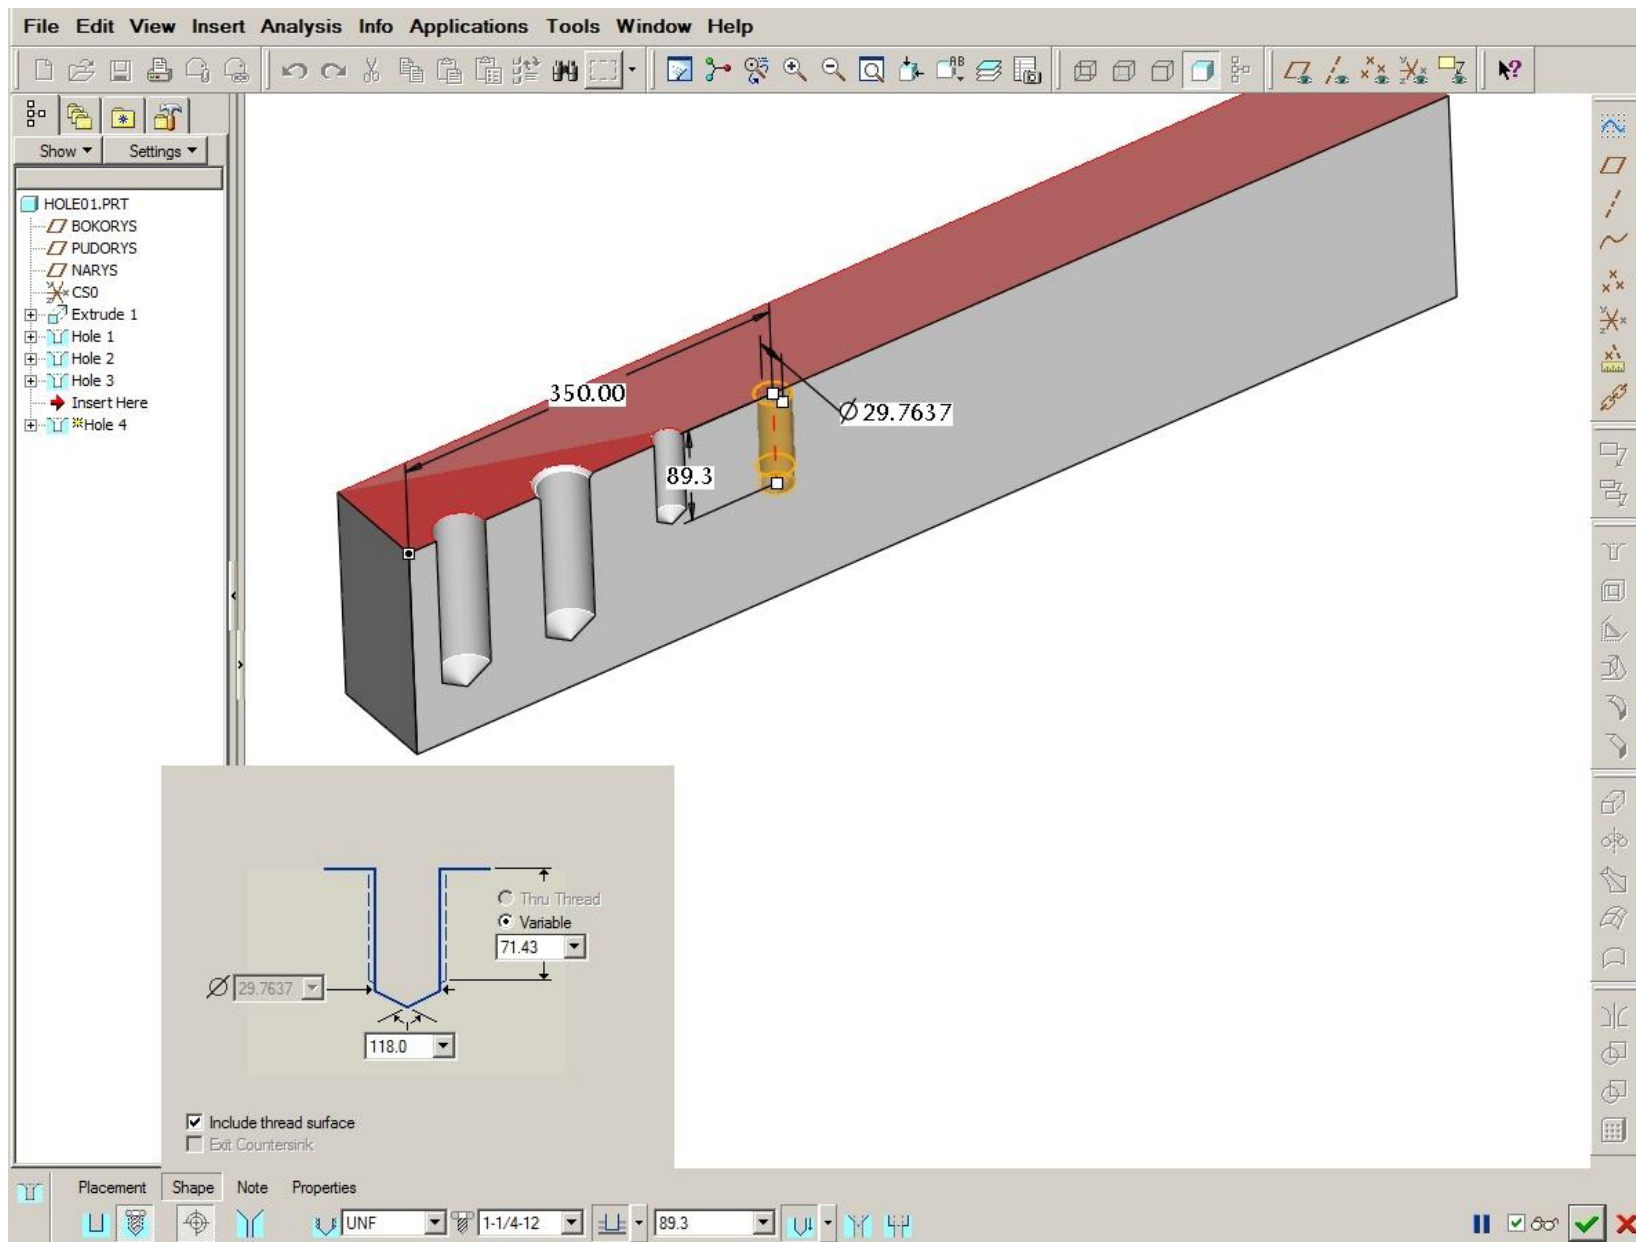 File Edit View Insert Analysis Info Applications Tools Window Help
Show Settings
HOLE01.PRT
BOKORYS
PUDORYS
NARYS
CS0
Extrude 1
Hole 1
Hole 2
Hole 3
Insert Here
Hole 4
350.00
Ø 29.7637
89.3
Thru Thread
Variable
71.43
Ø 29.7637
118.0
Include thread surface
Exit Countersink
Placement Shape Note Properties
UNF 1-1/4-12 89.3